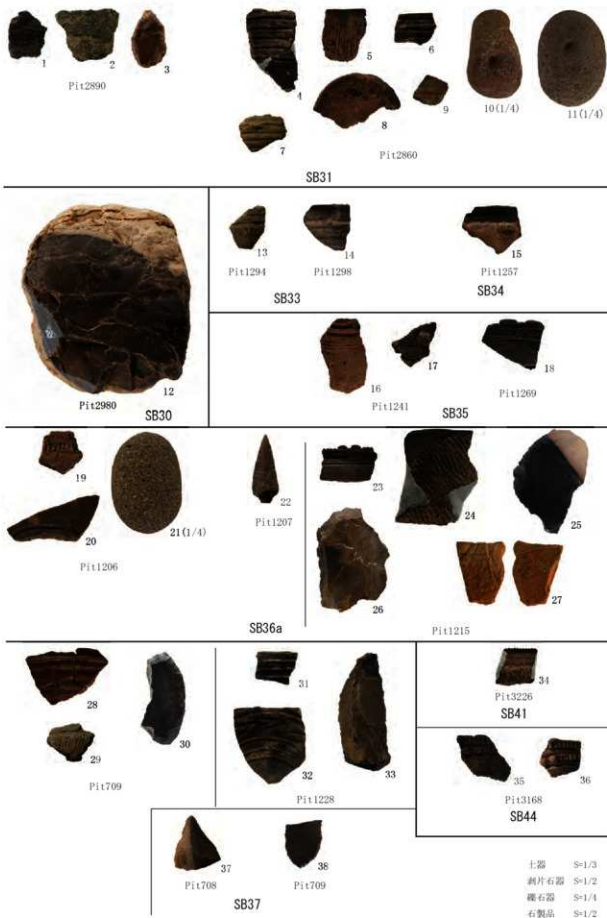 1
2
3
Pit2890
4
5
6
7
8
9
10(1/4)
11(1/4)
Pit2860
SB31
12
Pit2980
SB30
13
Pit1294
14
Pit1298
SB33
15
Pit1257
SB34
16
17
Pit1241
18
Pit1269
SB35
19
20
21(1/4)
Pit1206
22
Pit1207
SB36a
23
24
25
26
27
Pit1215
28
29
30
Pit709
31
32
33
Pit1228
34
Pit3226
SB41
35
36
Pit3168
SB44
37
Pit708
38
Pit709
SB37
土器 S=1/3
剥片石器 S=1/2
礫石器 S=1/4
石製品 S=1/2